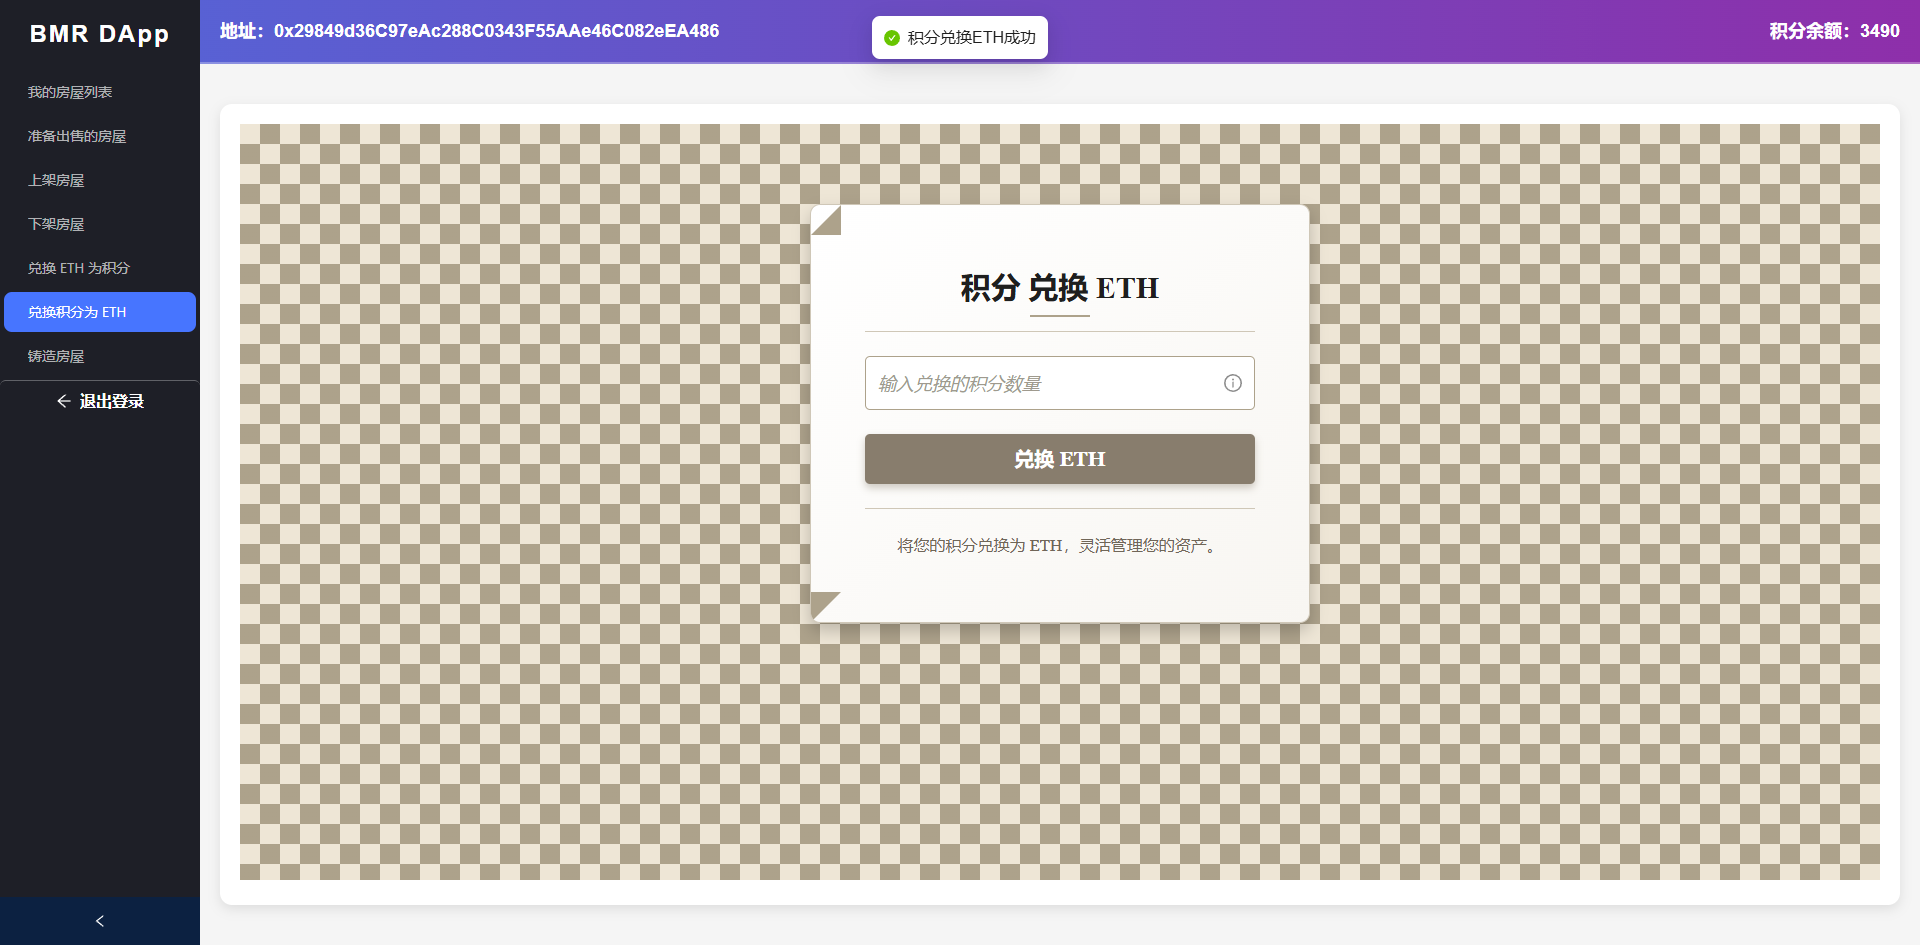 BMR DApp
我的房屋列表
准备出售的房屋
上架房屋
下架房屋
兑换 ETH 为积分
兑换积分为 ETH
铸造房屋
退出登录
地址：0x29849d36C97eAc288C0343F55AAe46C082eEA486
积分兑换ETH成功
积分余额：3490
积分 兑换 ETH
输入兑换的积分数量
兑换 ETH
将您的积分兑换为 ETH，灵活管理您的资产。